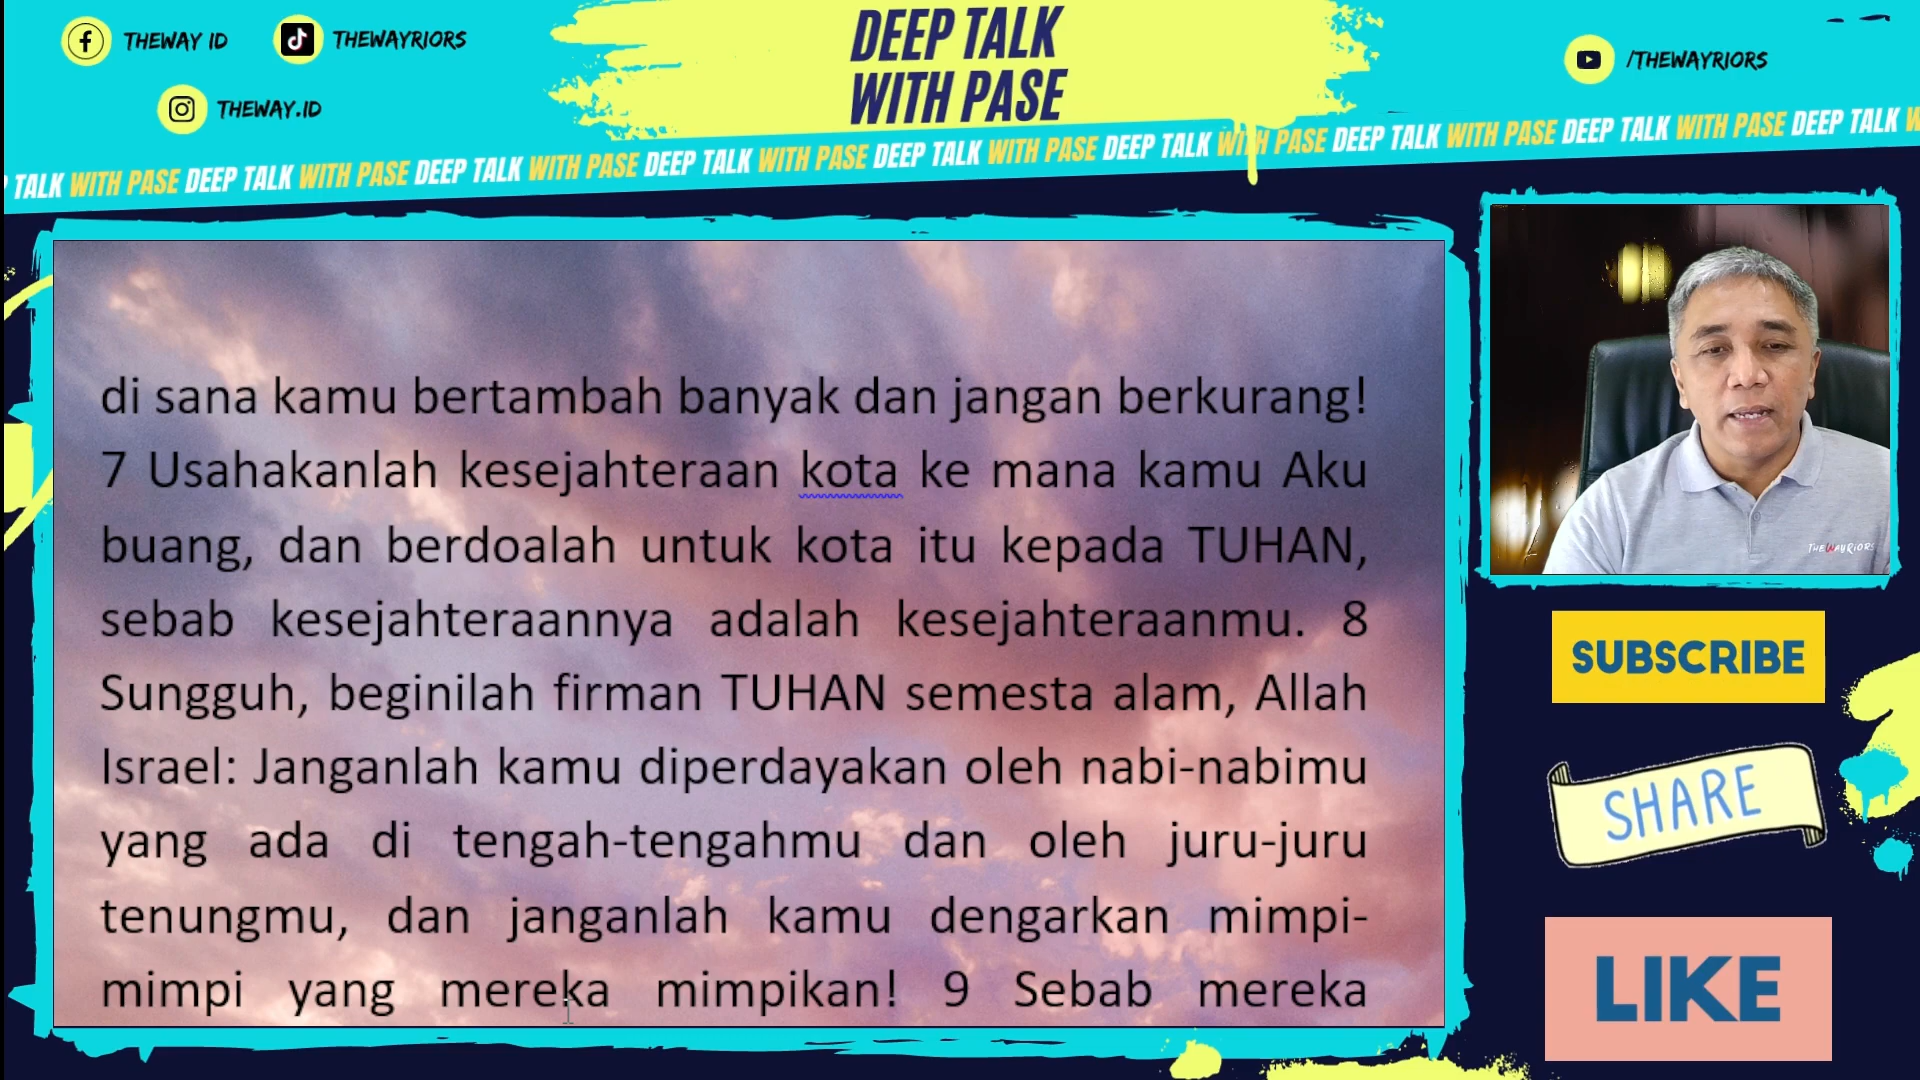 THEWAY ID
THEWAYRIORS
THEWAY.ID
DEEP TALK
WITH PASE
/THEWAYRIORS
TALK WITH PASE DEEP TALK WITH PASE DEEP TALK WITH PASE DEEP TALK WITH PASE DEEP TALK WITH PASE DEEP TALK WITH PASE DEEP TALK WITH PASE DEEP TALK WITH PASE DEEP TALK W
di sana kamu bertambah banyak dan jangan berkurang!
7 Usahakanlah kesejahteraan kota ke mana kamu Aku
buang, dan berdoalah untuk kota itu kepada TUHAN,
sebab kesejahteraannya adalah kesejahteraanmu. 8
Sungguh, beginilah firman TUHAN semesta alam, Allah
Israel: Janganlah kamu diperdayakan oleh nabi-nabimu
yang ada di tengah-tengahmu dan oleh juru-juru
tenungmu, dan janganlah kamu dengarkan mimpi-
mimpi yang mereka mimpikan! 9 Sebab mereka
THEWAYRIORS
SUBSCRIBE
SHARE
LIKE